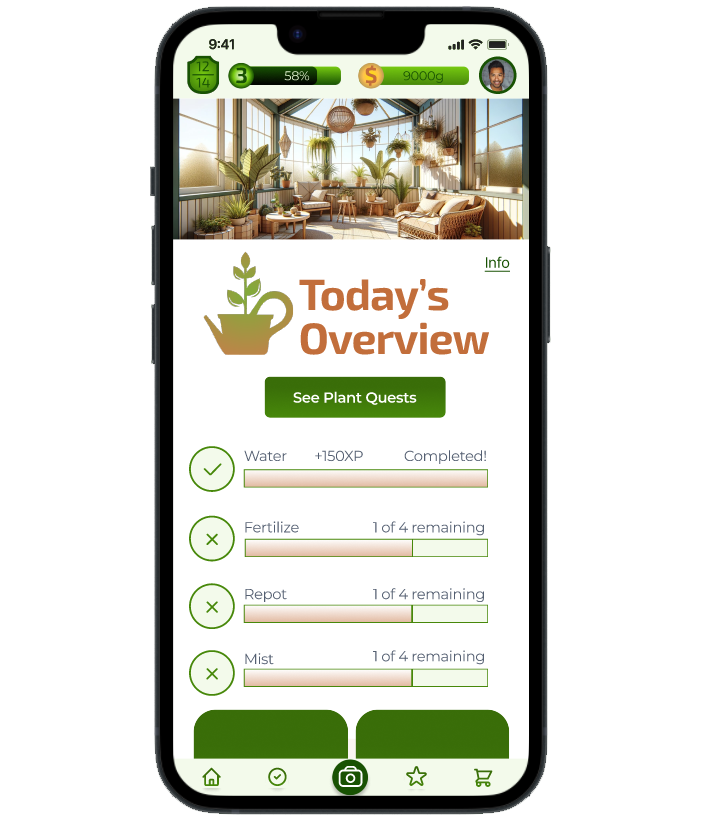 9:41
12
14
3
58%
$
9000g
Info
Today's
Overview
See Plant Quests
Water +150XP Completed!
Fertilize 1 of 4 remaining
Repot 1 of 4 remaining
Mist 1 of 4 remaining